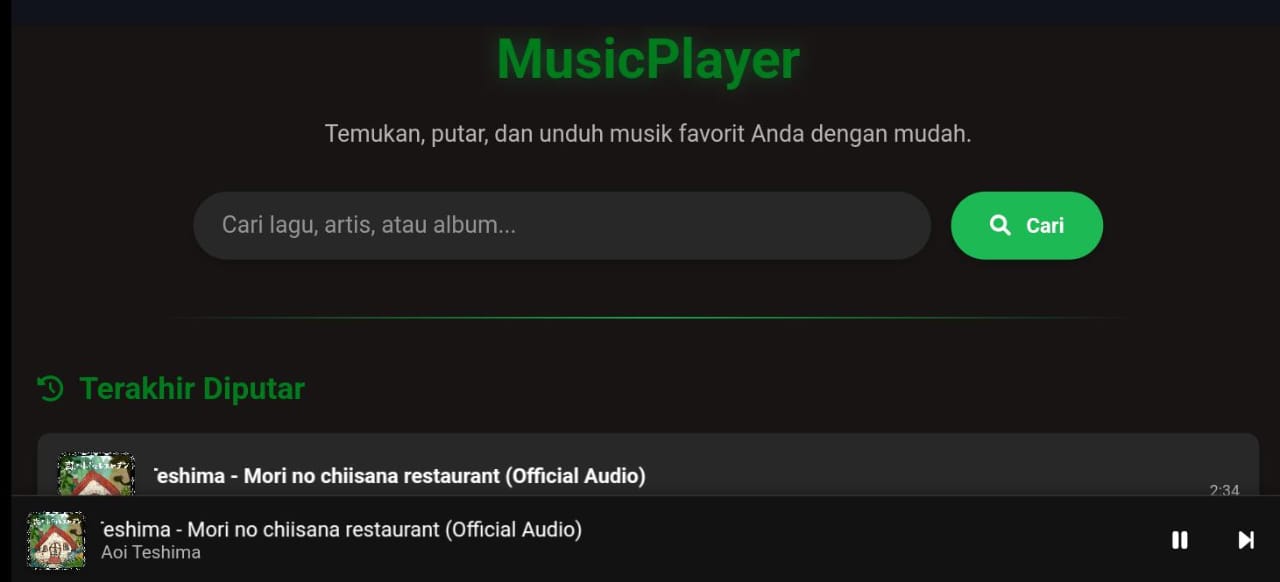 MusicPlayer
Temukan, putar, dan unduh musik favorit Anda dengan mudah.
Cari lagu, artis, atau album...
Cari
Terakhir Diputar
eshima - Mori no chiisana restaurant (Official Audio)
2:34
eshima - Mori no chiisana restaurant (Official Audio)
Aoi Teshima